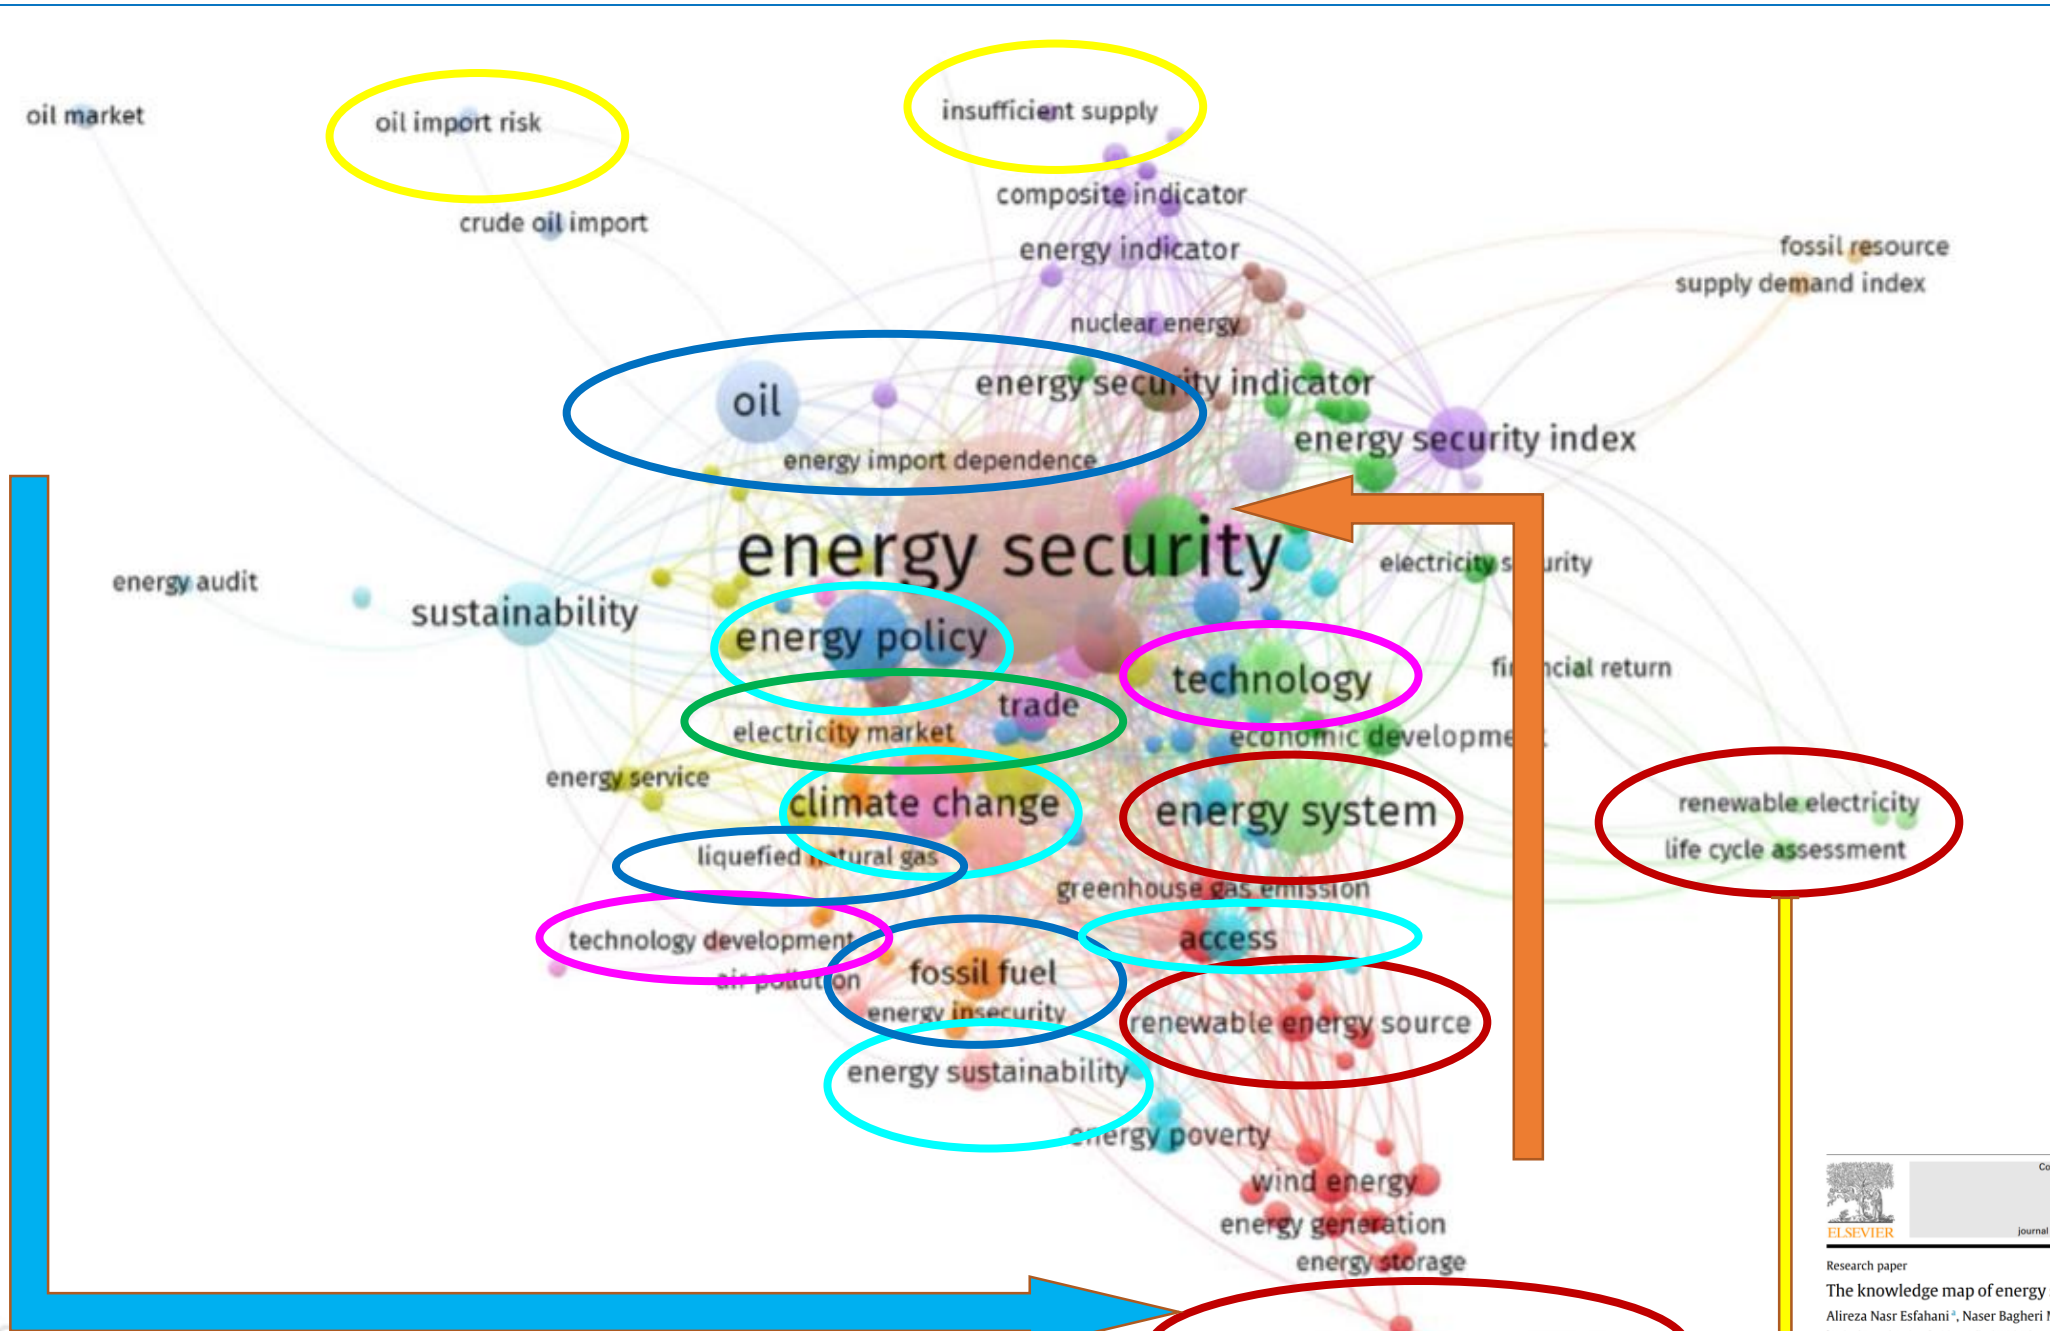 oil market
oil import risk
insufficient supply
composite indicator
crude oil import
energy indicator
fossil resource
supply demand index
nuclear energy
energy security indicator
oil
energy security index
energy import dependence
energy security
electricity security
energy audit
sustainability
energy policy
technology
financial return
trade
electricity market
economic development
energy service
climate change
energy system
renewable electricity
liquefied natural gas
life cycle assessment
greenhouse gas emission
technology development
access
fossil fuel
air pollution
energy insecurity
renewable energy source
energy sustainability
energy poverty
wind energy
energy generation
energy storage
Co
ELSEVIER
journal
Research paper
The knowledge map of energy
Alireza Nasr Esfahani a, Naser Bagheri